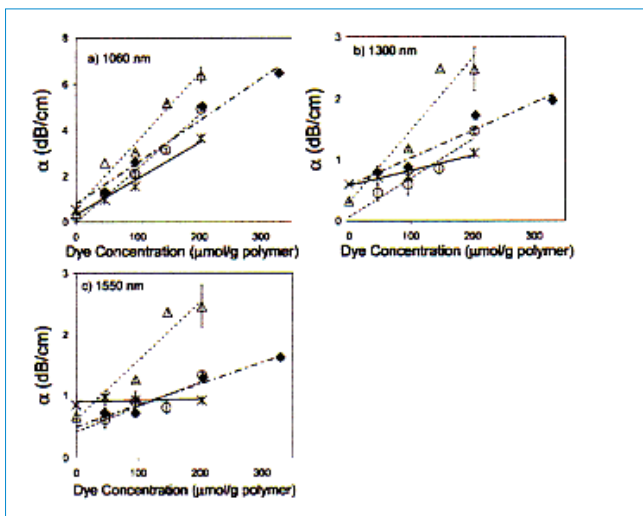 a) 1060 nm
α (dB/cm)
8
6
4
2
0
0 100 200 300
Dye Concentration (μmol/g polymer)
b) 1300 nm
α (dB/cm)
3
2
1
0
0 100 200 300
Dye Concentration (μmol/g polymer)
c) 1550 nm
α (dB/cm)
3
2
1
0
0 100 200 300
Dye Concentration (μmol/g polymer)